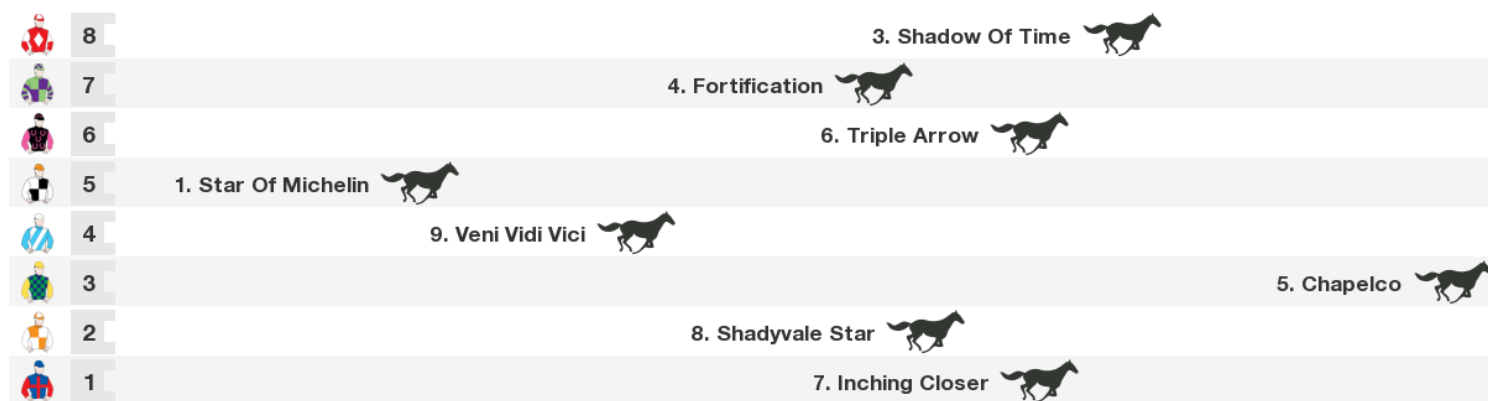 8 3. Shadow Of Time
7 4. Fortification
6 6. Triple Arrow
5 1. Star Of Michelin
4 9. Veni Vidi Vici
3 5. Chapelco
2 8. Shadyvale Star
1 7. Inching Closer